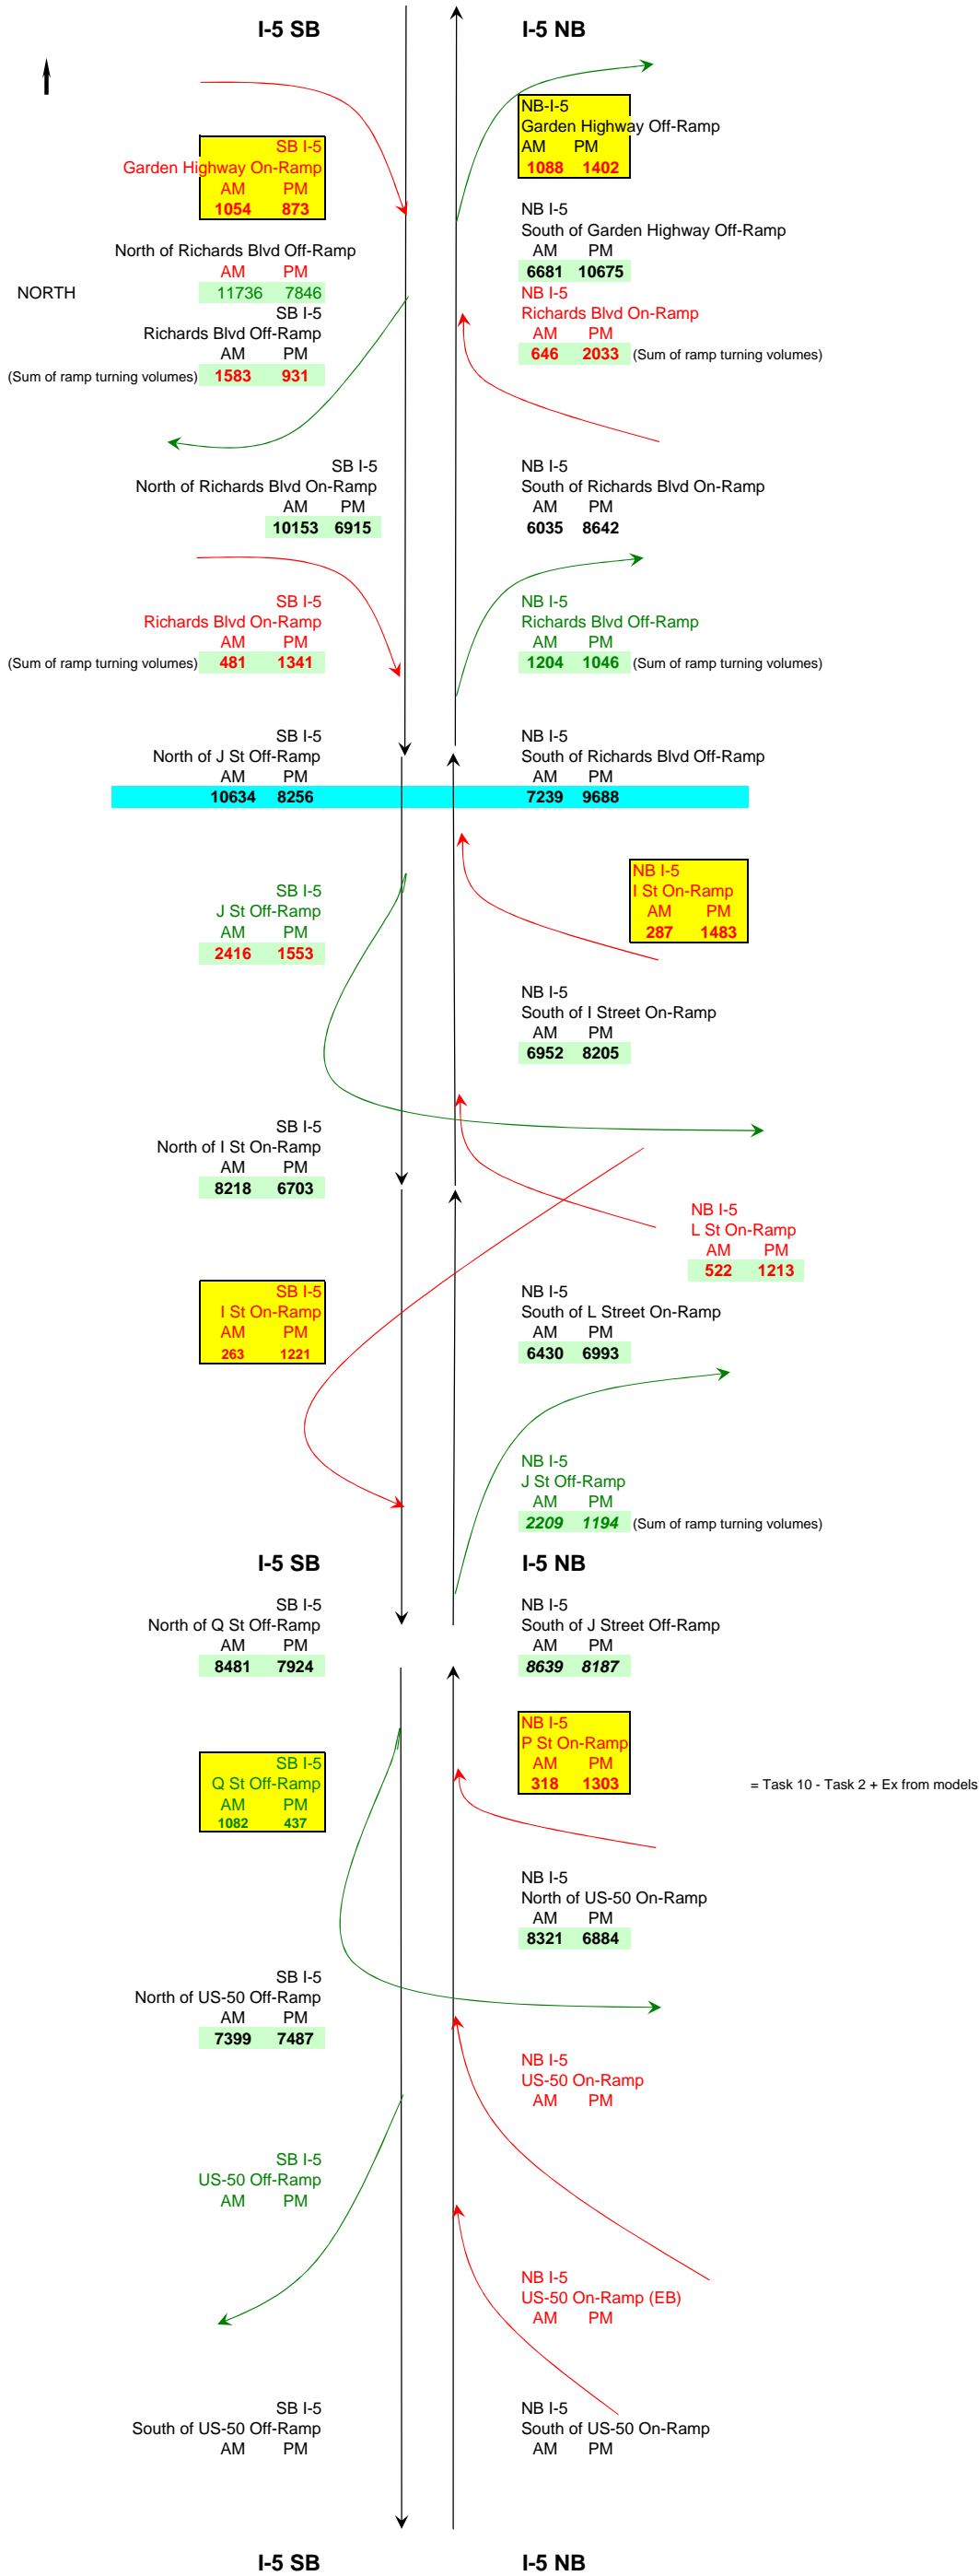 I-5 SB I-5 NB
NB-I-5
Garden Highway Off-Ramp
AM PM
1088 1402
SB I-5
Garden Highway On-Ramp
AM PM
1054 873
NB I-5
South of Garden Highway Off-Ramp
AM PM
6681 10675
North of Richards Blvd Off-Ramp
AM PM
11736 7846
NORTH
NB I-5
Richards Blvd On-Ramp
AM PM
646 2033 (Sum of ramp turning volumes)
SB I-5
Richards Blvd Off-Ramp
AM PM
(Sum of ramp turning volumes) 1583 931
SB I-5
North of Richards Blvd On-Ramp
AM PM
10153 6915
NB I-5
South of Richards Blvd On-Ramp
AM PM
6035 8642
SB I-5
Richards Blvd On-Ramp
AM PM
(Sum of ramp turning volumes) 481 1341
NB I-5
Richards Blvd Off-Ramp
AM PM
1204 1046 (Sum of ramp turning volumes)
SB I-5
North of J St Off-Ramp
AM PM
10634 8256
NB I-5
South of Richards Blvd Off-Ramp
AM PM
7239 9688
NB I-5
I St On-Ramp
AM PM
287 1483
SB I-5
J St Off-Ramp
AM PM
2416 1553
NB I-5
South of I Street On-Ramp
AM PM
6952 8205
SB I-5
North of I St On-Ramp
AM PM
8218 6703
NB I-5
L St On-Ramp
AM PM
522 1213
SB I-5
I St On-Ramp
AM PM
263 1221
NB I-5
South of L Street On-Ramp
AM PM
6430 6993
NB I-5
J St Off-Ramp
AM PM
2209 1194 (Sum of ramp turning volumes)
I-5 SB I-5 NB
SB I-5
North of Q St Off-Ramp
AM PM
8481 7924
NB I-5
South of J Street Off-Ramp
AM PM
8639 8187
NB I-5
P St On-Ramp
AM PM
318 1303
= Task 10 - Task 2 + Ex from models
SB I-5
Q St Off-Ramp
AM PM
1082 437
NB I-5
North of US-50 On-Ramp
AM PM
8321 6884
SB I-5
North of US-50 Off-Ramp
AM PM
7399 7487
NB I-5
US-50 On-Ramp
AM PM
SB I-5
US-50 Off-Ramp
AM PM
NB I-5
US-50 On-Ramp (EB)
AM PM
SB I-5
South of US-50 Off-Ramp
AM PM
NB I-5
South of US-50 On-Ramp
AM PM
I-5 SB I-5 NB